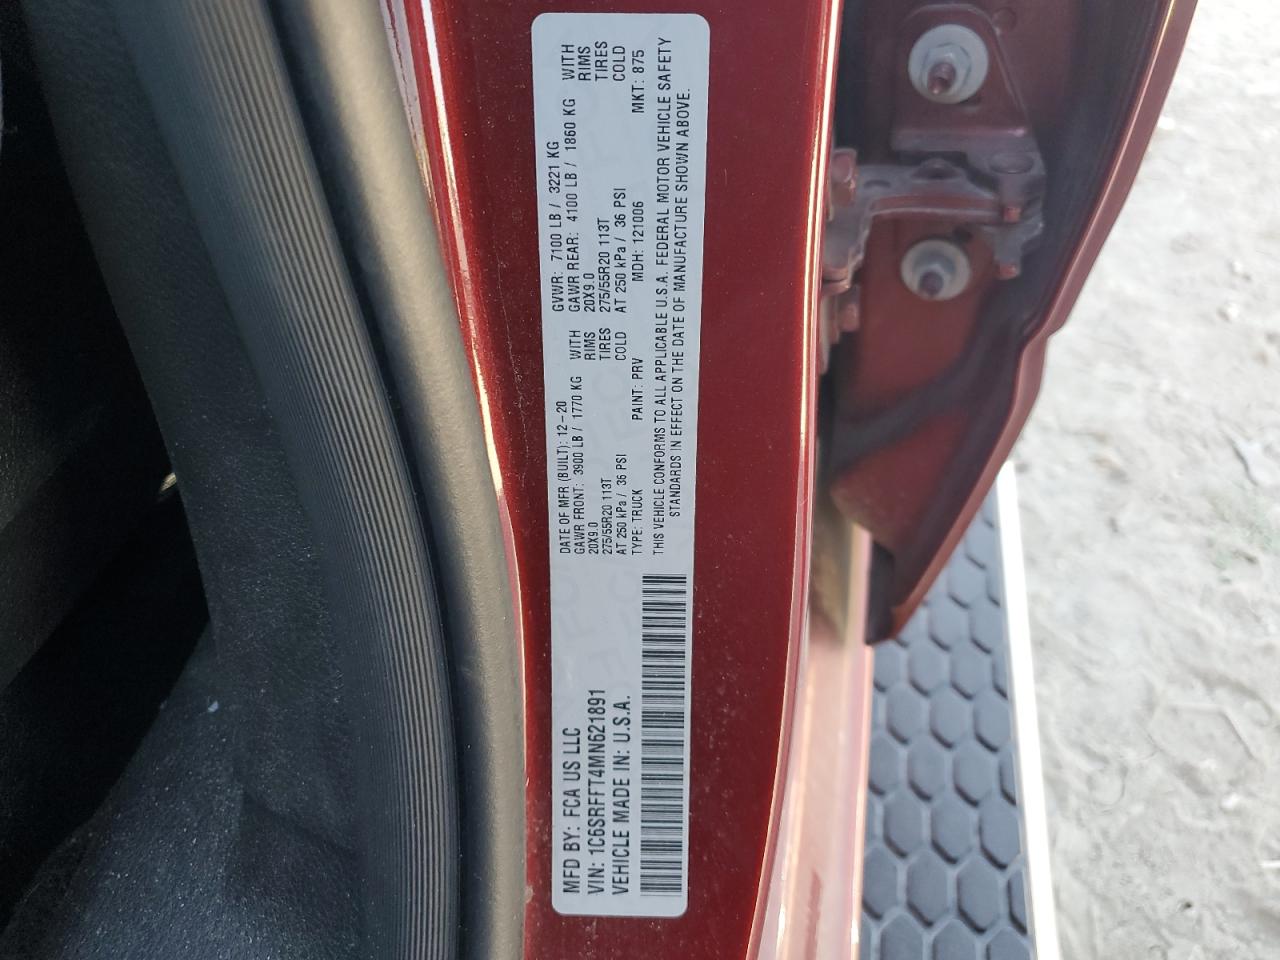 MFD BY: FCA US LLC
VIN: 1C6SRFFT4MN621891
VEHICLE MADE IN: U.S.A.
DATE OF MFR (BUILT): 12-20 GVWR: 7100 LB / 3221 KG
GAWR FRONT: 3900 LB / 1770 KG WITH GAWR REAR: 4100 LB / 1860 KG WITH
20X9.0 RIMS 20X9.0 RIMS
275/55R20 113T TIRES 275/55R20 113T TIRES
AT 250 kPa / 36 PSI COLD AT 250 kPa / 36 PSI COLD
TYPE: TRUCK PAINT: PRV MDH: 121006 MKT: 875
THIS VEHICLE CONFORMS TO ALL APPLICABLE U.S.A. FEDERAL MOTOR VEHICLE SAFETY
STANDARDS IN EFFECT ON THE DATE OF MANUFACTURE SHOWN ABOVE.